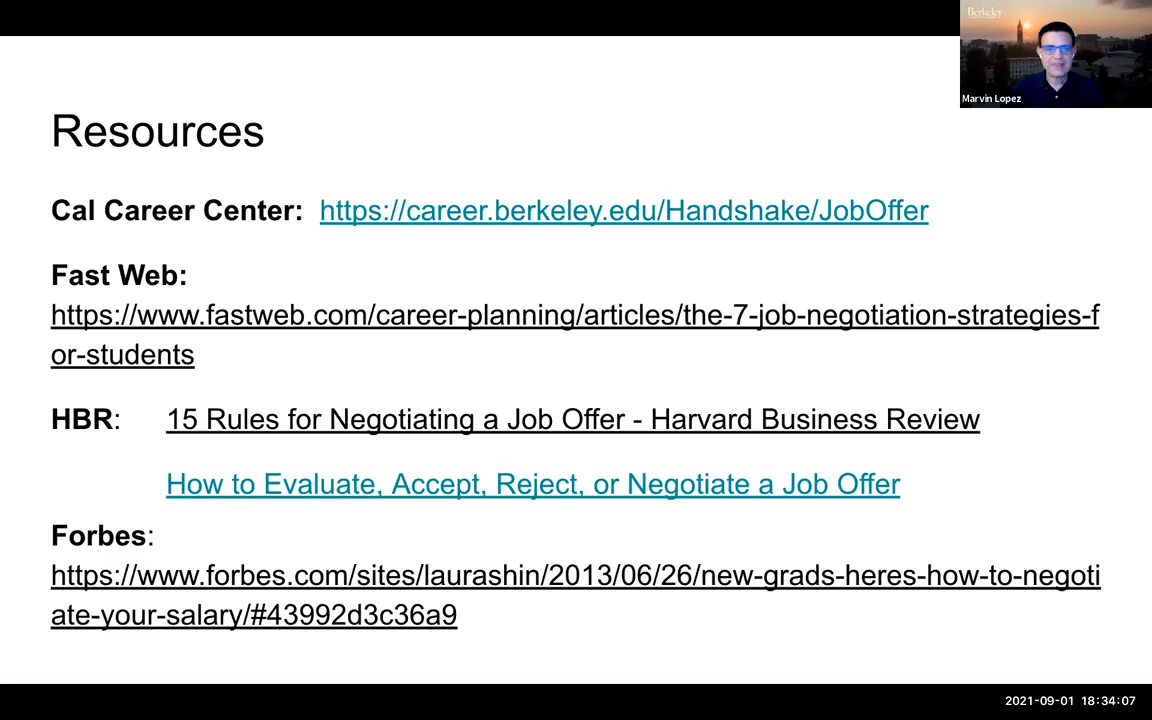 Berkeley
Marvin Lopez
Resources
Cal Career Center: https://career.berkeley.edu/Handshake/JobOffer
Fast Web:
https://www.fastweb.com/career-planning/articles/the-7-job-negotiation-strategies-f
or-students
HBR: 15 Rules for Negotiating a Job Offer - Harvard Business Review
How to Evaluate, Accept, Reject, or Negotiate a Job Offer
Forbes:
https://www.forbes.com/sites/laurashin/2013/06/26/new-grads-heres-how-to-negoti
ate-your-salary/#43992d3c36a9
2021-09-01 18:34:07